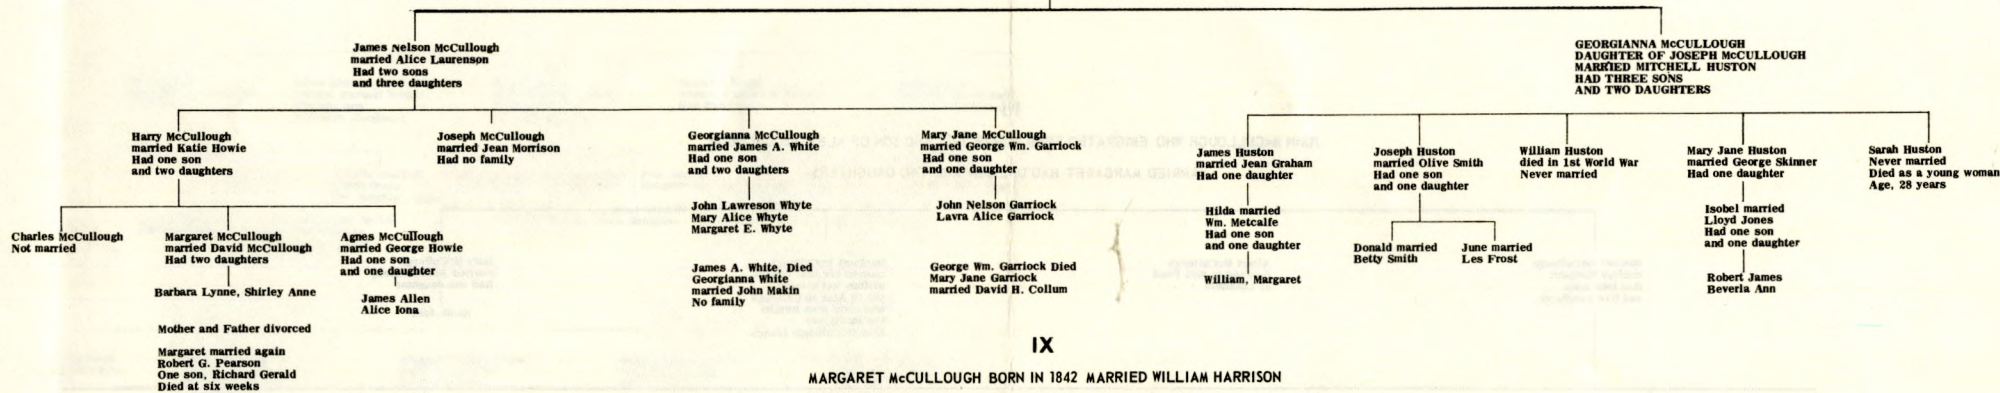 James Nelson McCullough
married Alice Laurenson
Had two sons
and three daughters
GEORGIANNA McCULLOUGH
DAUGHTER OF JOSEPH McCULLOUGH
MARRIED MITCHELL HUSTON
HAD THREE SONS
AND TWO DAUGHTERS
Harry McCullough
married Katie Howie
Had one son
and two daughters
Joseph McCullough
married Jean Morrison
Had no family
Georgianna McCullough
married James A. White
Had one son
and two daughters
Mary Jane McCullough
married George Wm. Garriock
Had one son
and one daughter
James Huston
married Jean Graham
Had one daughter
Joseph Huston
married Olive Smith
Had one son
and one daughter
William Huston
died in 1st World War
Never married
Mary Jane Huston
married George Skinner
Had one daughter
Sarah Huston
Never married
Died as a young woman
Age, 28 years
Charles McCullough
Not married
Margaret McCullough
married David McCullough
Had two daughters
Agnes McCullough
married George Howie
Had one son
and one daughter
John Lawreson Whyte
Mary Alice Whyte
Margaret E. Whyte
John Nelson Garriock
Lavra Alice Garriock
Hilda married
Wm. Metcalfe
Had one son
and one daughter
Donald married
Betty Smith
June married
Les Frost
Isobel married
Lloyd Jones
Had one son
and one daughter
Barbara Lynne, Shirley Anne
James Allen
Alice Iona
James A. White, Died
Georgianna White
married John Makin
No family
George Wm. Garriock Died
Mary Jane Garriock
married David H. Collum
William, Margaret
Robert James
Beverla Ann
Mother and Father divorced
Margaret married again
Robert G. Pearson
One son, Richard Gerald
Died at six weeks
IX
MARGARET McCULLOUGH BORN IN 1842 MARRIED WILLIAM HARRISON